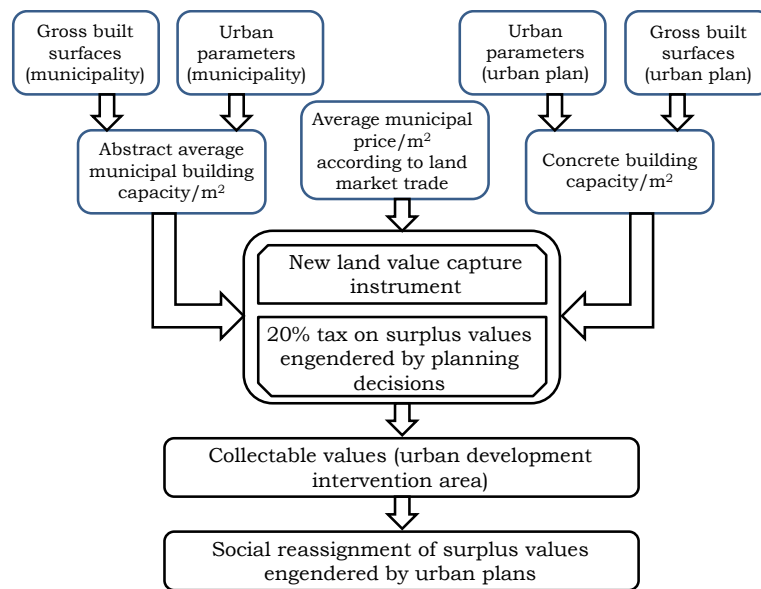 Gross built
surfaces
(municipality)
Urban
parameters
(municipality)
Urban
parameters
(urban plan)
Gross built
surfaces
(urban plan)
Abstract average
municipal building
capacity/m²
Average municipal
price/m²
according to land
market trade
Concrete building
capacity/m²
New land value capture
instrument
20% tax on surplus values
engendered by planning
decisions
Collectable values (urban development
intervention area)
Social reassignment of surplus values
engendered by urban plans